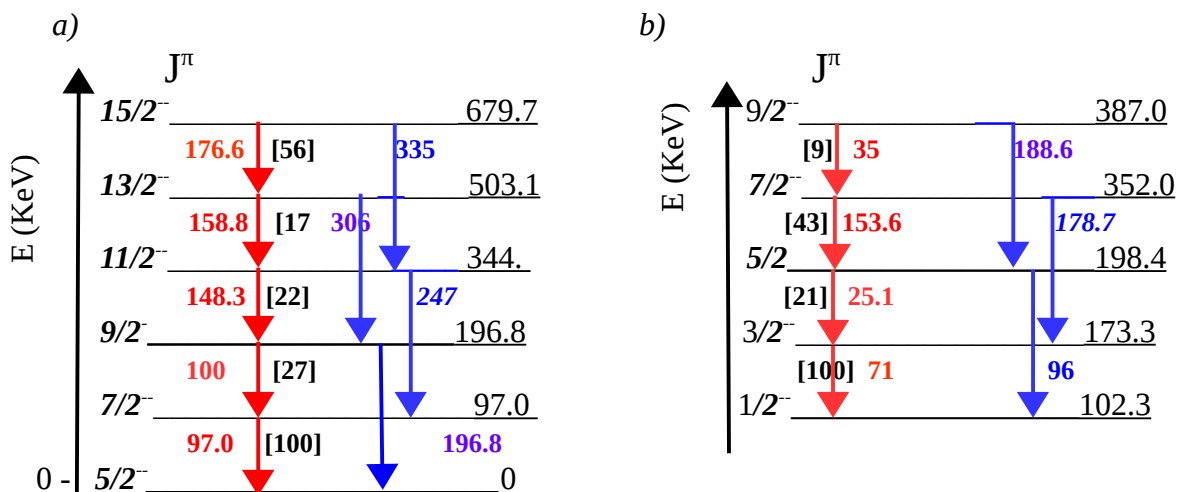 a)
b)
J^π
J^π
15/2⁻⁻ 679.7
176.6 [56] 335
13/2⁻⁻ 503.1
158.8 [17 306
11/2⁻⁻ 344.
148.3 [22] 247
9/2⁻ 196.8
100 [27]
7/2⁻⁻ 97.0
97.0 [100] 196.8
0 - 5/2⁻⁻ 0
E (KeV)
9/2⁻⁻ 387.0
[9] 35 188.6
7/2⁻⁻ 352.0
[43] 153.6 178.7
5/2 198.4
[21] 25.1
3/2⁻⁻ 173.3
[100] 71 96
1/2⁻⁻ 102.3
E (KeV)